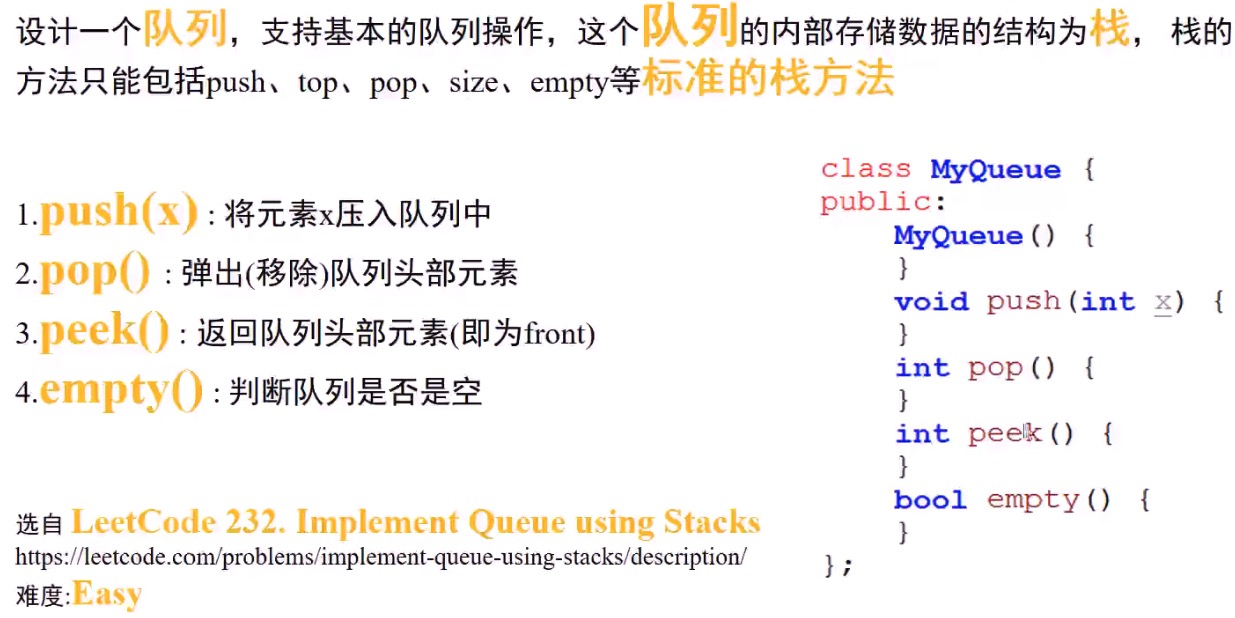 设计一个队列，支持基本的队列操作，这个队列的内部存储数据的结构为栈， 栈的
方法只能包括push、top、pop、size、empty等标准的栈方法
1.push(x) : 将元素x压入队列中
2.pop() : 弹出(移除)队列头部元素
3.peek() : 返回队列头部元素(即为front)
4.empty() : 判断队列是否是空
选自 LeetCode 232. Implement Queue using Stacks
https://leetcode.com/problems/implement-queue-using-stacks/description/
难度:Easy
class MyQueue {
public:
    MyQueue() {
    }
    void push(int x) {
    }
    int pop() {
    }
    int peek() {
    }
    bool empty() {
    }
};